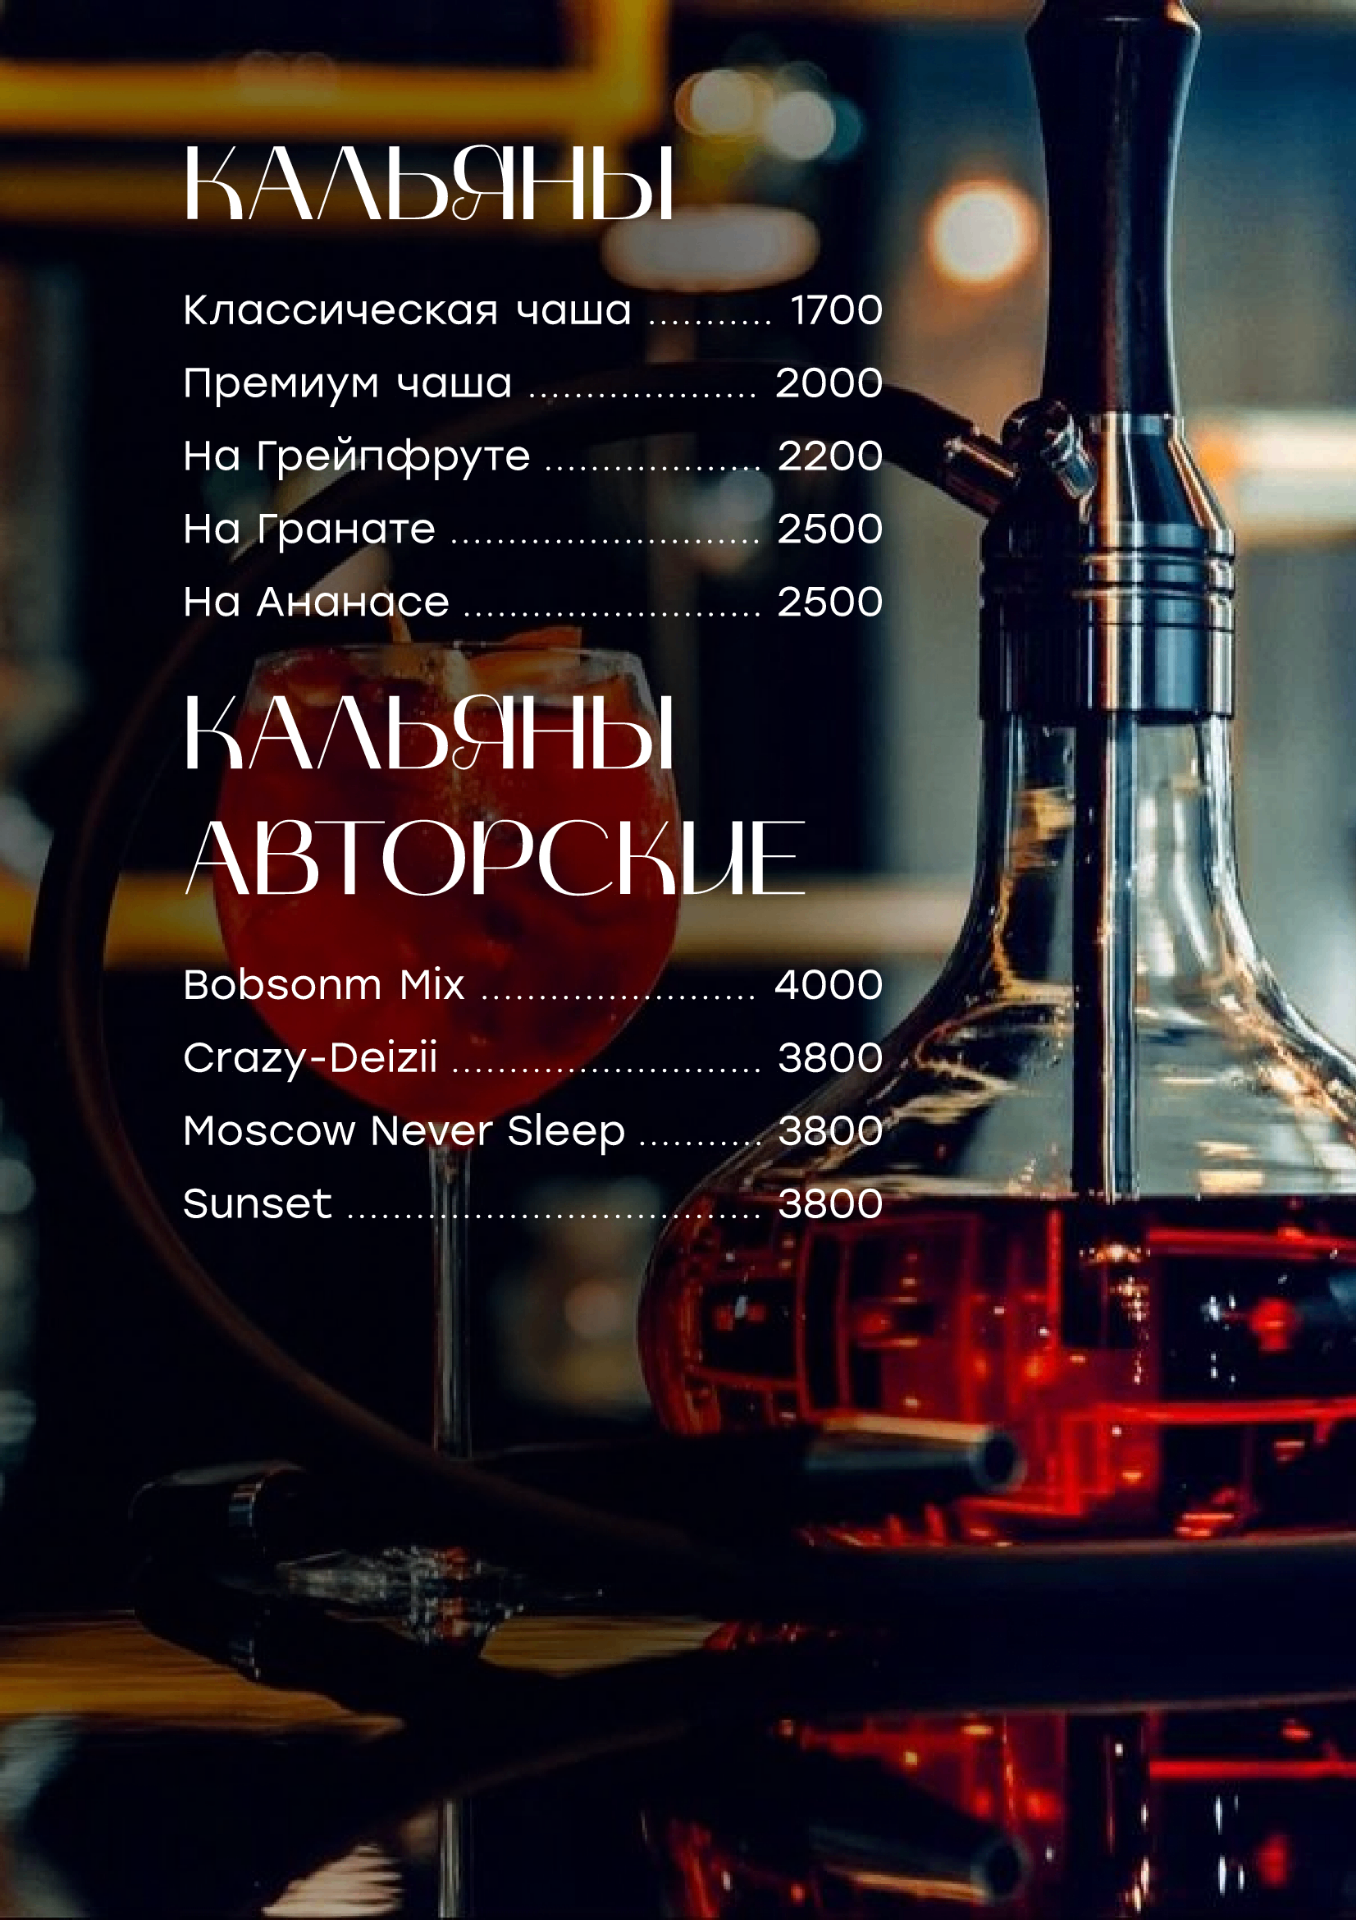 КАЛЬЯНЫ
Классическая чаша ........... 1700
Премиум чаша .................... 2000
На Грейпфруте ................... 2200
На Гранате ........................... 2500
На Ананасе .......................... 2500
КАЛЬЯНЫ
АВТОРСКИЕ
Bobsonm Mix ........................ 4000
Crazy-Deizii ........................... 3800
Moscow Never Sleep ........... 3800
Sunset .................................... 3800